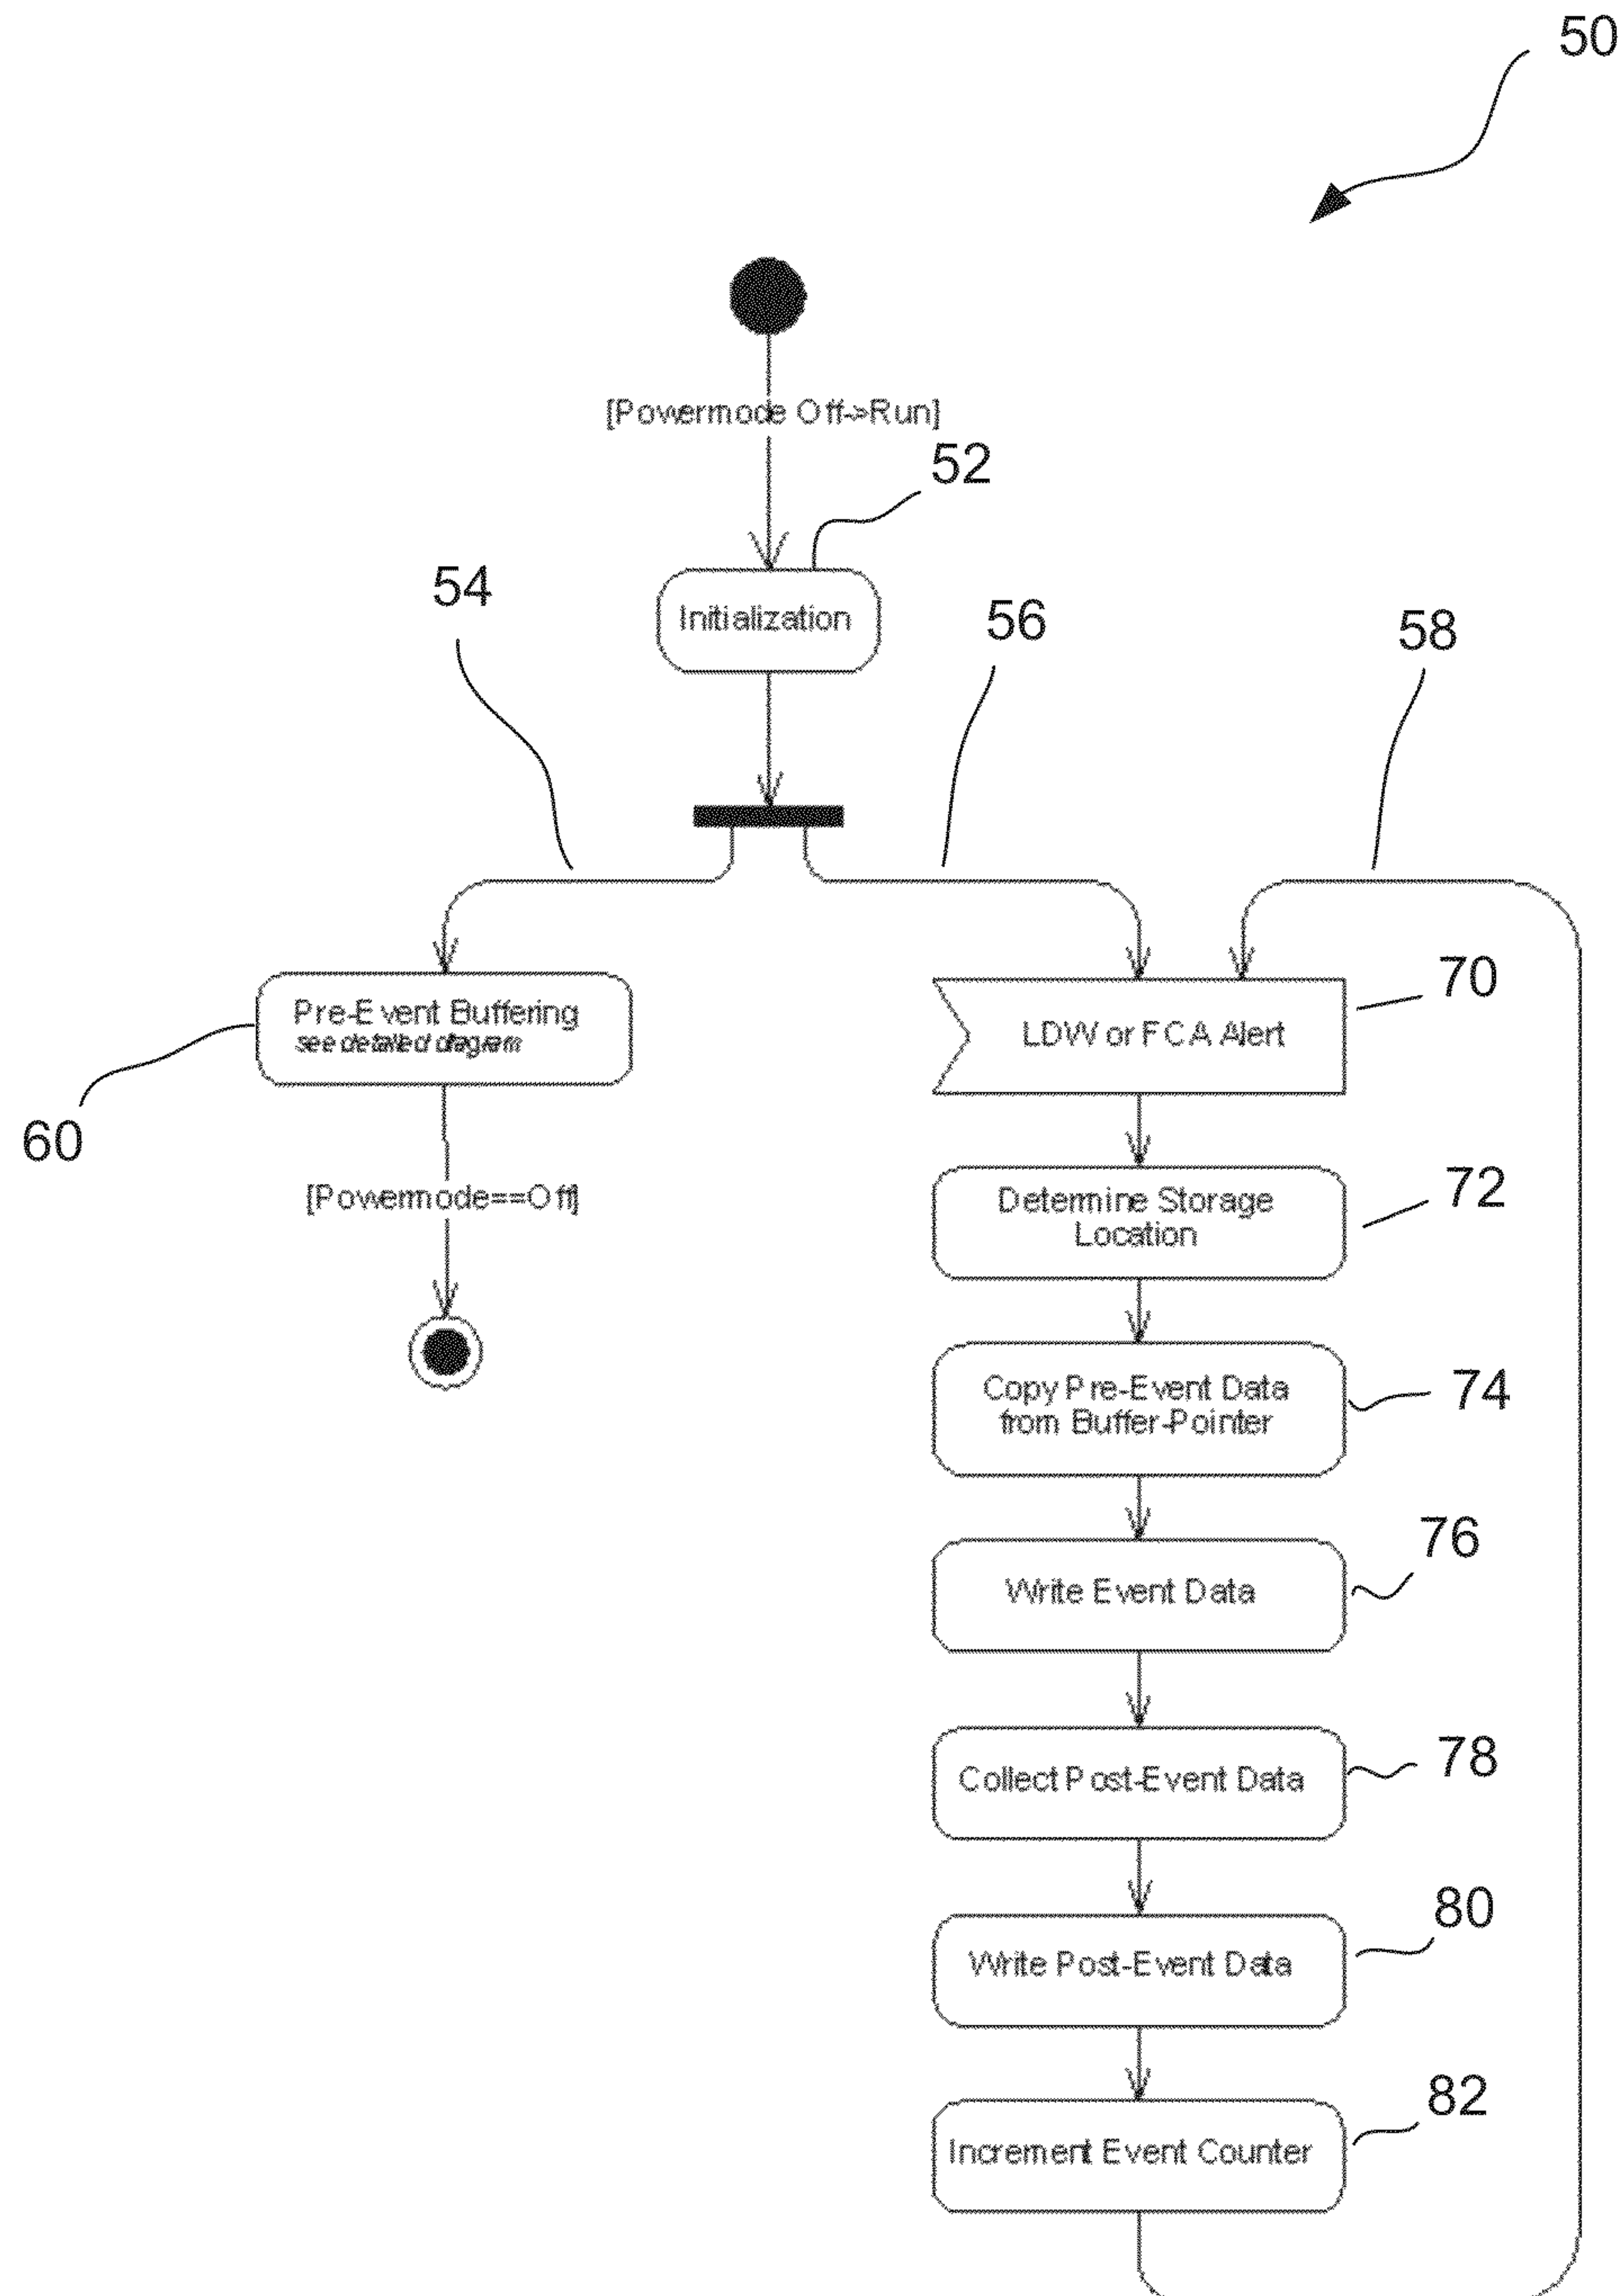 50
[Powermode Off->Run]
52
Initialization
54
56
58
Pre-Event Buffering
see detailed diagram
60
[Powermode==Off]
LDW or FCA Alert
70
Determine Storage
Location
72
Copy Pre-Event Data
from Buffer-Pointer
74
Write Event Data
76
Collect Post-Event Data
78
Write Post-Event Data
80
Increment Event Counter
82